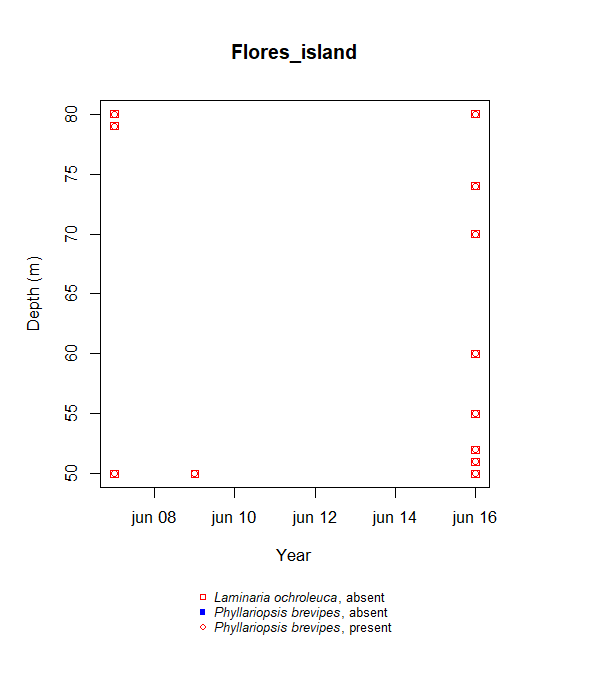 Flores_island
Depth (m)
80
75
70
65
60
55
50
jun 08 jun 10 jun 12 jun 14 jun 16
Year
Laminaria ochroleuca, absent
Phyllariopsis brevipes, absent
Phyllariopsis brevipes, present